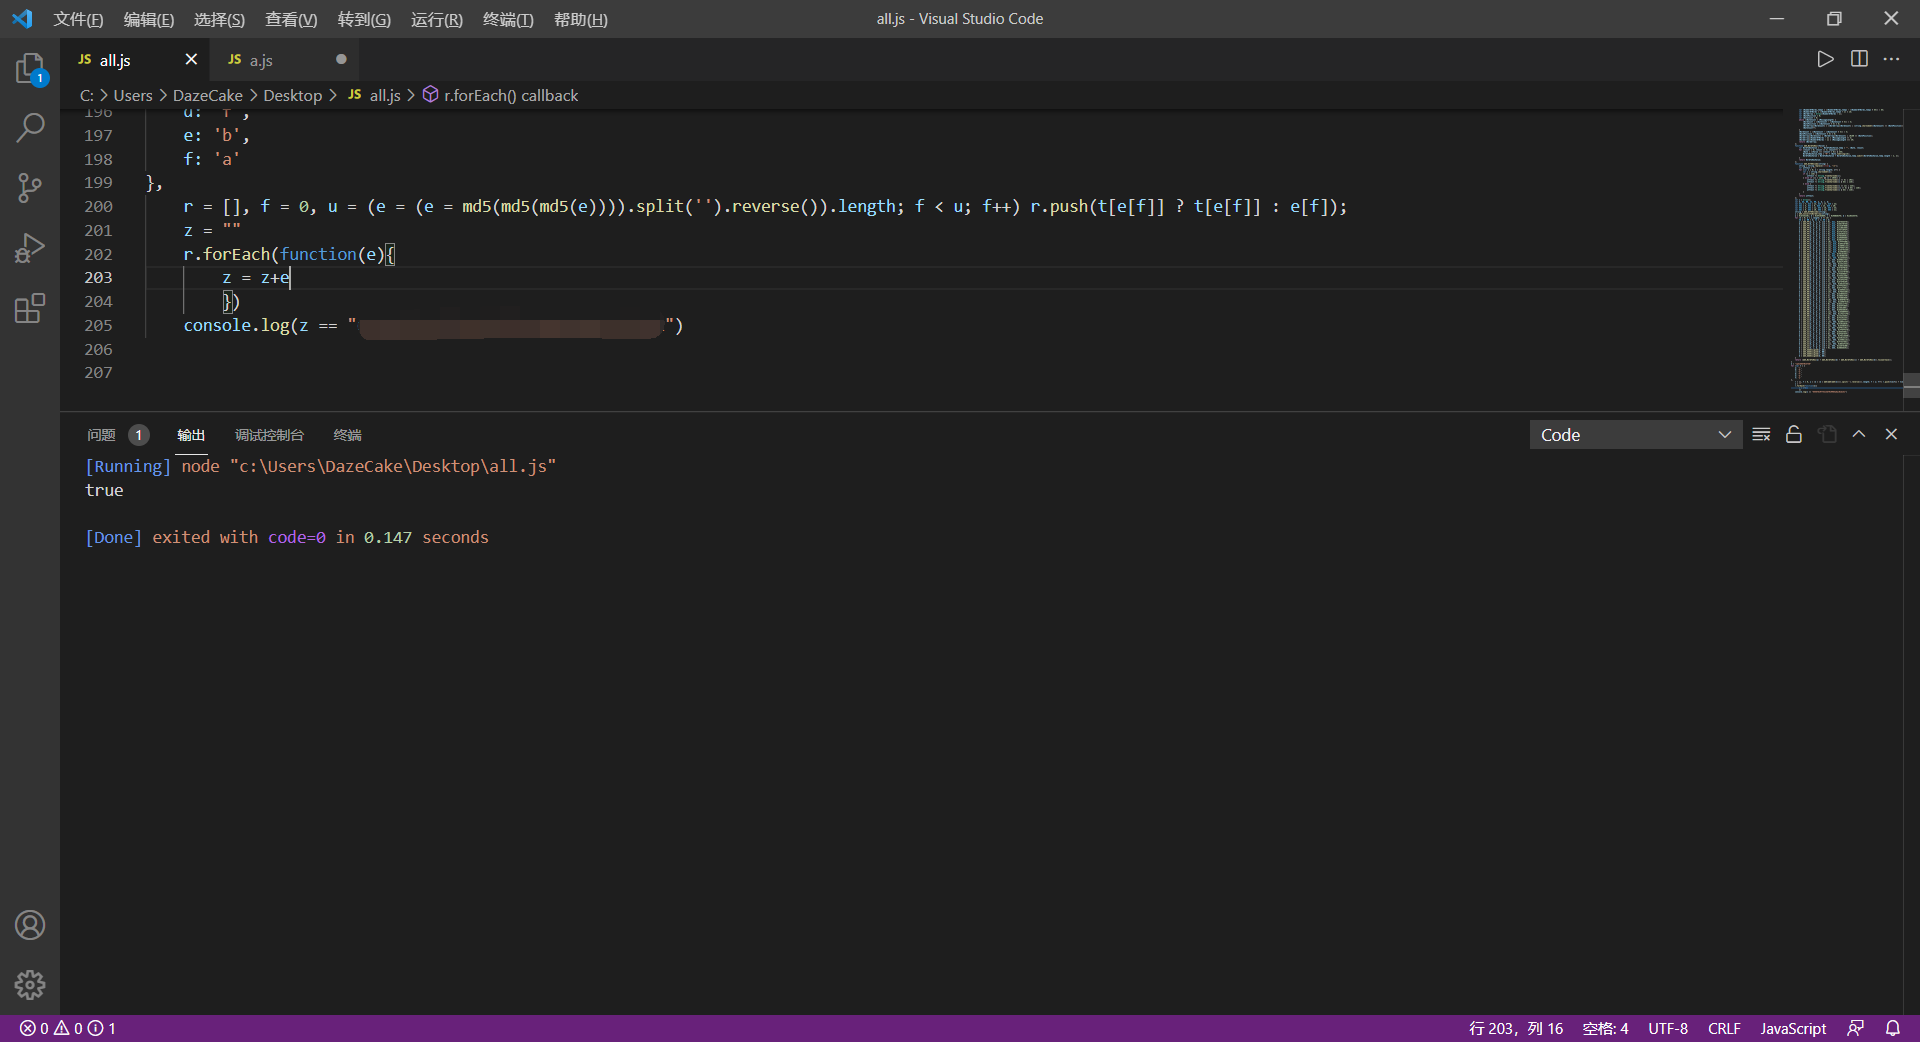 文件(F) 编辑(E) 选择(S) 查看(V) 转到(G) 运行(R) 终端(T) 帮助(H)
all.js - Visual Studio Code
JS all.js
JS a.js
1
C: > Users > DazeCake > Desktop > JS all.js > r.forEach() callback
196 d: 'f',
197 e: 'b',
198 f: 'a'
199 },
200 r = [], f = 0, u = (e = (e = md5(md5(md5(e)))).split('').reverse()).length; f < u; f++) r.push(t[e[f]] ? t[e[f]] : e[f]);
201 z = ""
202 r.forEach(function(e){
203 z = z+e
204 })
205 console.log(z == "")
206
207
问题 1 输出 调试控制台 终端
Code
[Running] node "c:\Users\DazeCake\Desktop\all.js"
true
[Done] exited with code=0 in 0.147 seconds
0 0 1
行 203，列 16 空格: 4 UTF-8 CRLF JavaScript